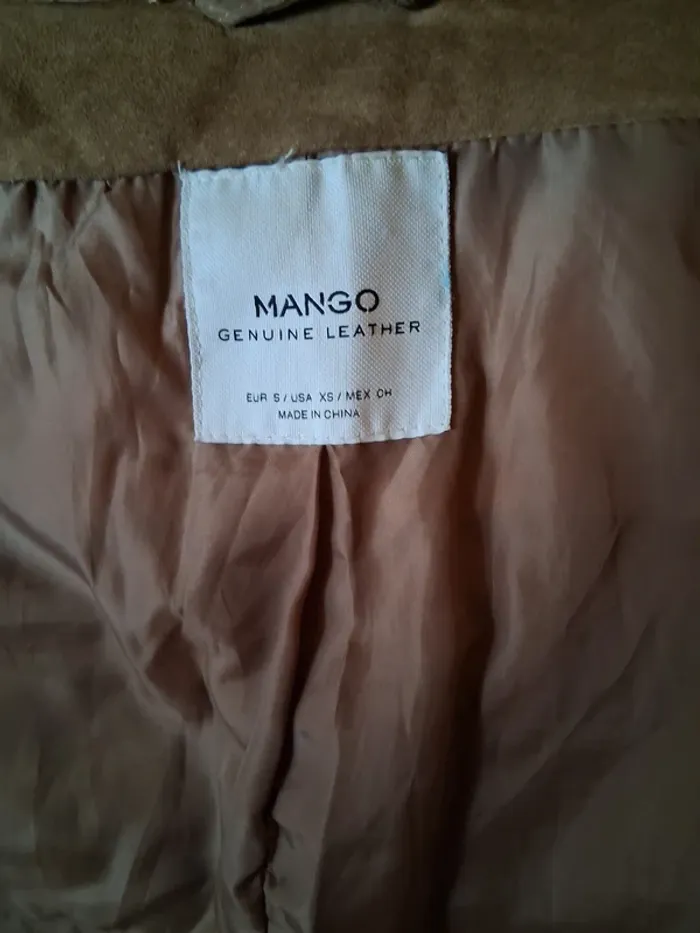 MANGO
GENUINE LEATHER
EUR S / USA XS / MEX CH
MADE IN CHINA